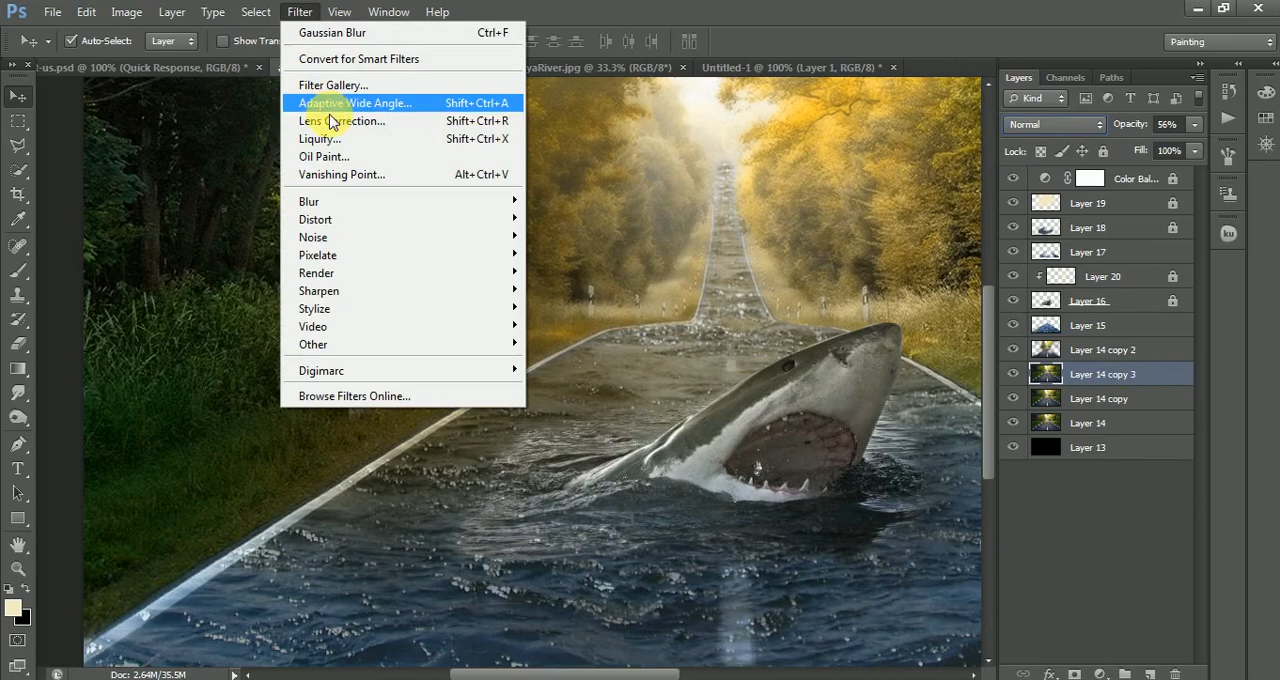 Ps File Edit Image Layer Type Select Filter View Window Help
Auto-Select: Layer Show Tran Painting
-us.psd @ 100% (Quick Response, RGB/8) * × yaRiver.jpg @ 33.3% (RGB/8*) × Untitled-1 @ 100% (Layer 1, RGB/8) * ×
Gaussian Blur Ctrl+F
Convert for Smart Filters
Filter Gallery...
Adaptive Wide Angle... Shift+Ctrl+A
Lens Correction... Shift+Ctrl+R
Liquify... Shift+Ctrl+X
Oil Paint...
Vanishing Point... Alt+Ctrl+V
Blur
Distort
Noise
Pixelate
Render
Sharpen
Stylize
Video
Other
Digimarc
Browse Filters Online...
Layers Channels Paths
Kind
Normal Opacity: 56%
Lock: Fill: 100%
Color Bal...
Layer 19
Layer 18
Layer 17
Layer 20
Layer 16
Layer 15
Layer 14 copy 2
Layer 14 copy 3
Layer 14 copy
Layer 14
Layer 13
ku
fx
Doc: 2.64M/35.5M